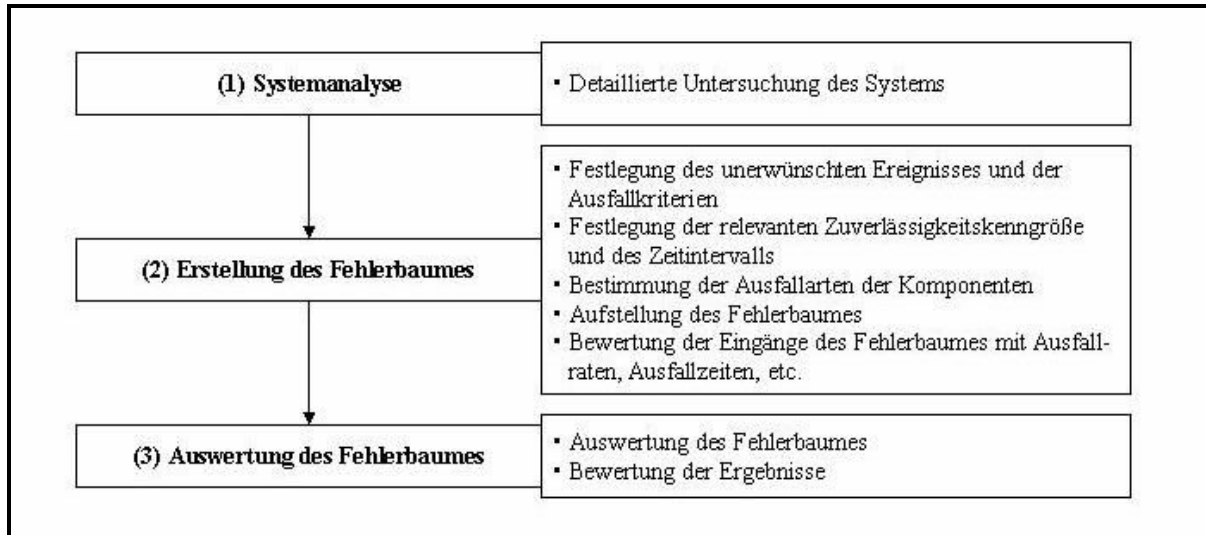 (1) Systemanalyse
▪ Detaillierte Untersuchung des Systems
(2) Erstellung des Fehlerbaumes
▪ Festlegung des unerwünschten Ereignisses und der
Ausfallkriterien
▪ Festlegung der relevanten Zuverlässigkeitskenngröße
und des Zeitintervalls
▪ Bestimmung der Ausfallarten der Komponenten
▪ Aufstellung des Fehlerbaumes
▪ Bewertung der Eingänge des Fehlerbaumes mit Ausfall-
raten, Ausfallzeiten, etc.
(3) Auswertung des Fehlerbaumes
▪ Auswertung des Fehlerbaumes
▪ Bewertung der Ergebnisse